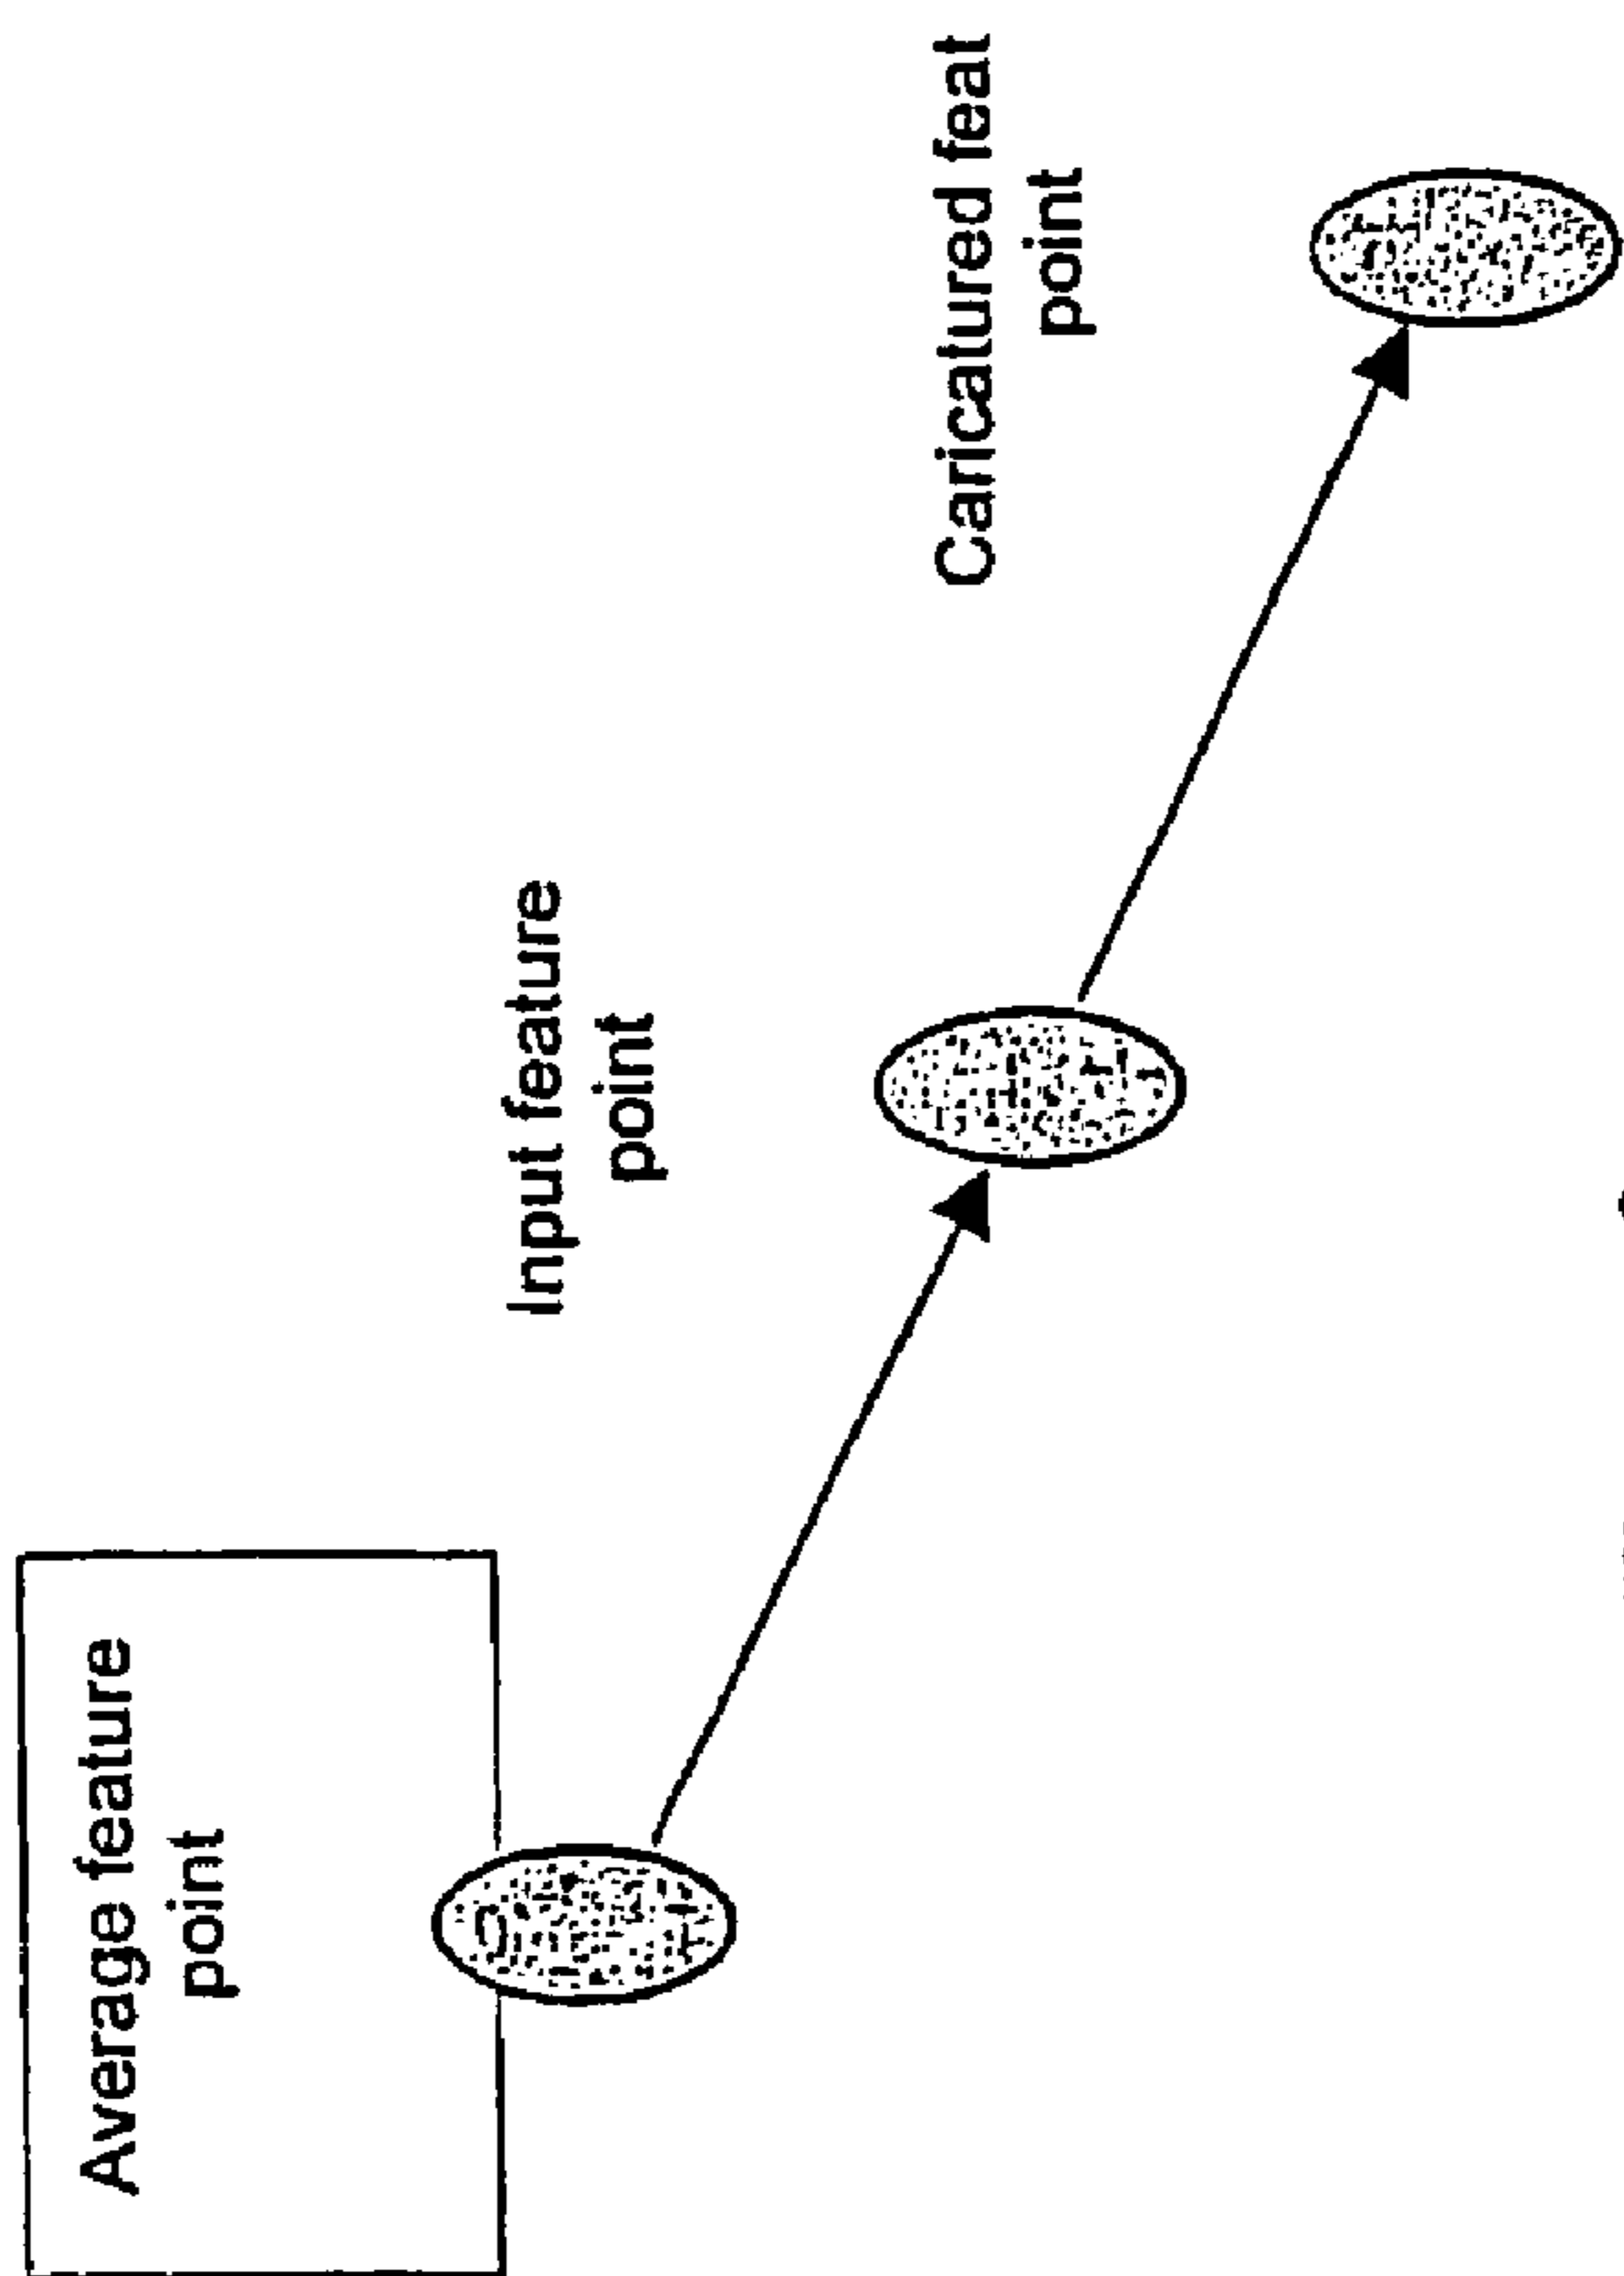 Average feature
point
Input feature
point
Caricatured feat
point